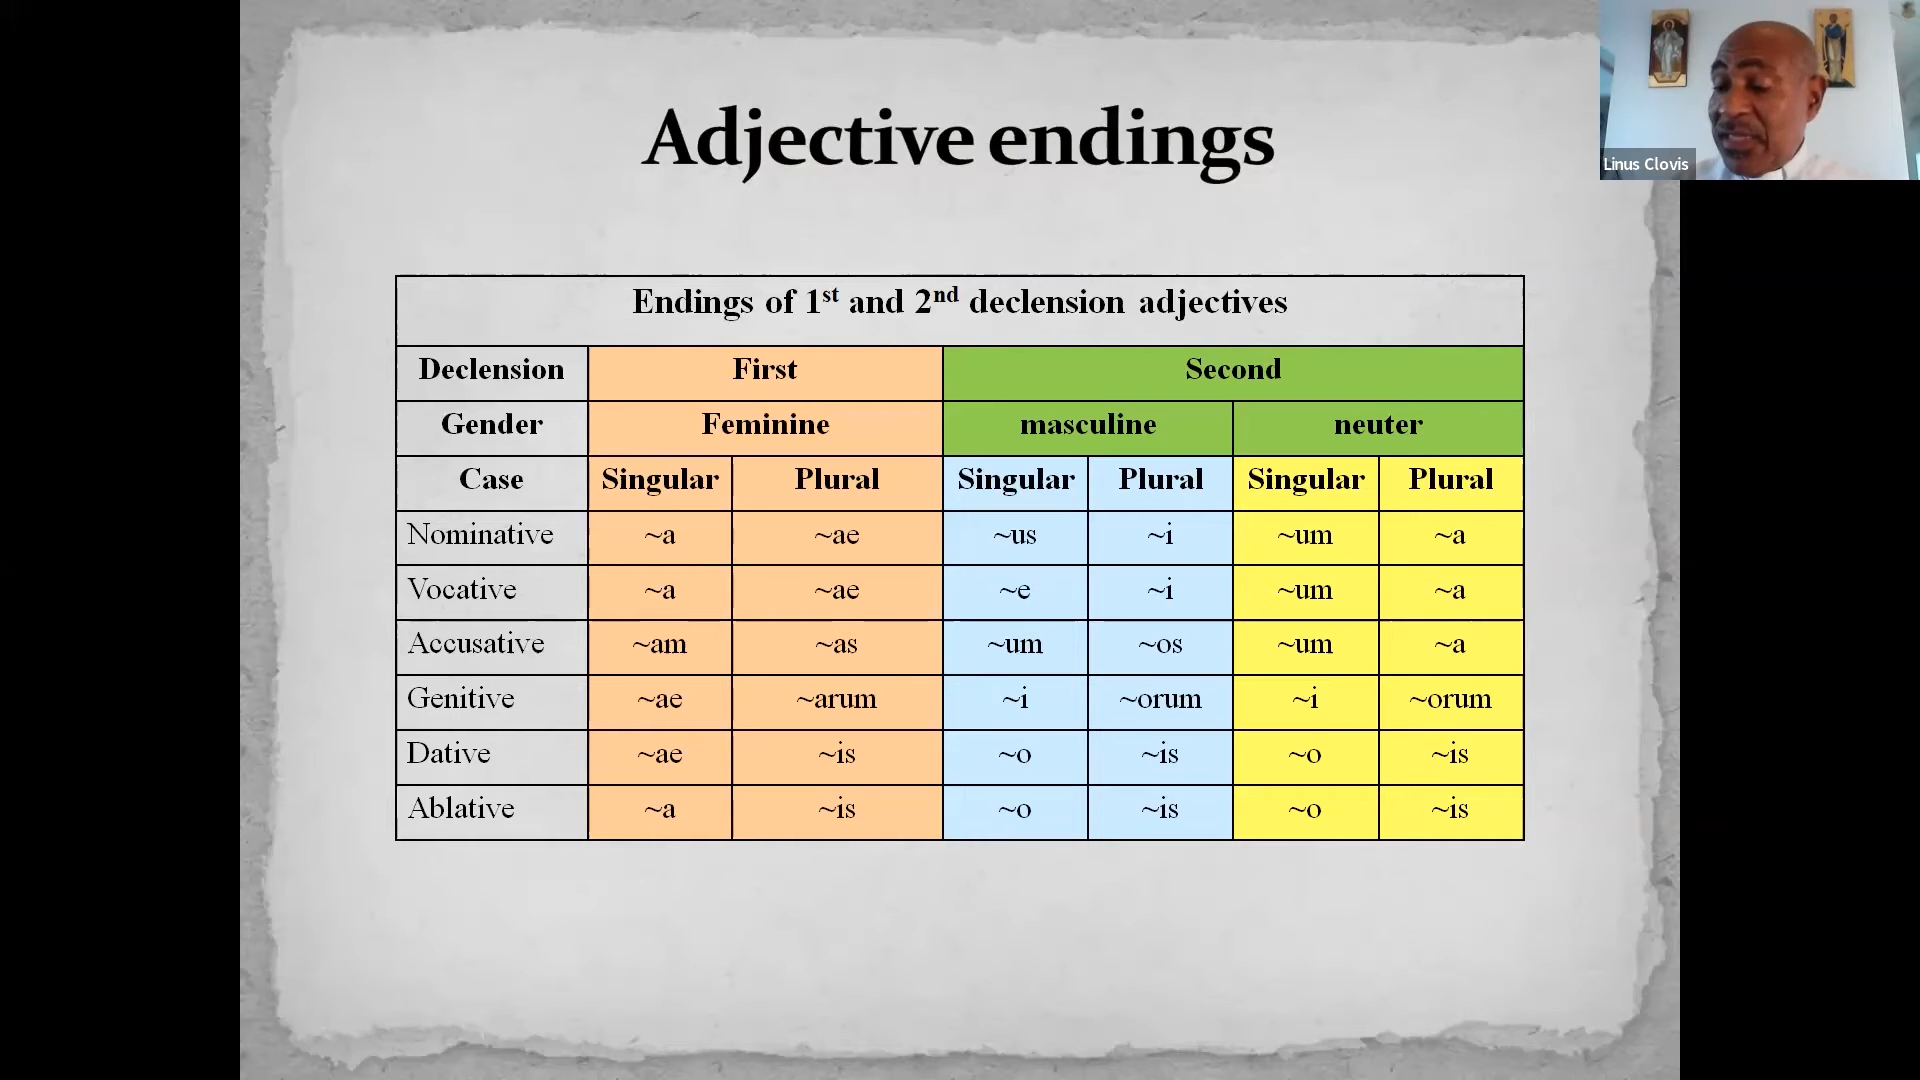 Adjective endings
Linus Clovis
Endings of 1st and 2nd declension adjectives
Declension First Second
Gender Feminine masculine neuter
Case Singular Plural Singular Plural Singular Plural
Nominative ~a ~ae ~us ~i ~um ~a
Vocative ~a ~ae ~e ~i ~um ~a
Accusative ~am ~as ~um ~os ~um ~a
Genitive ~ae ~arum ~i ~orum ~i ~orum
Dative ~ae ~is ~o ~is ~o ~is
Ablative ~a ~is ~o ~is ~o ~is